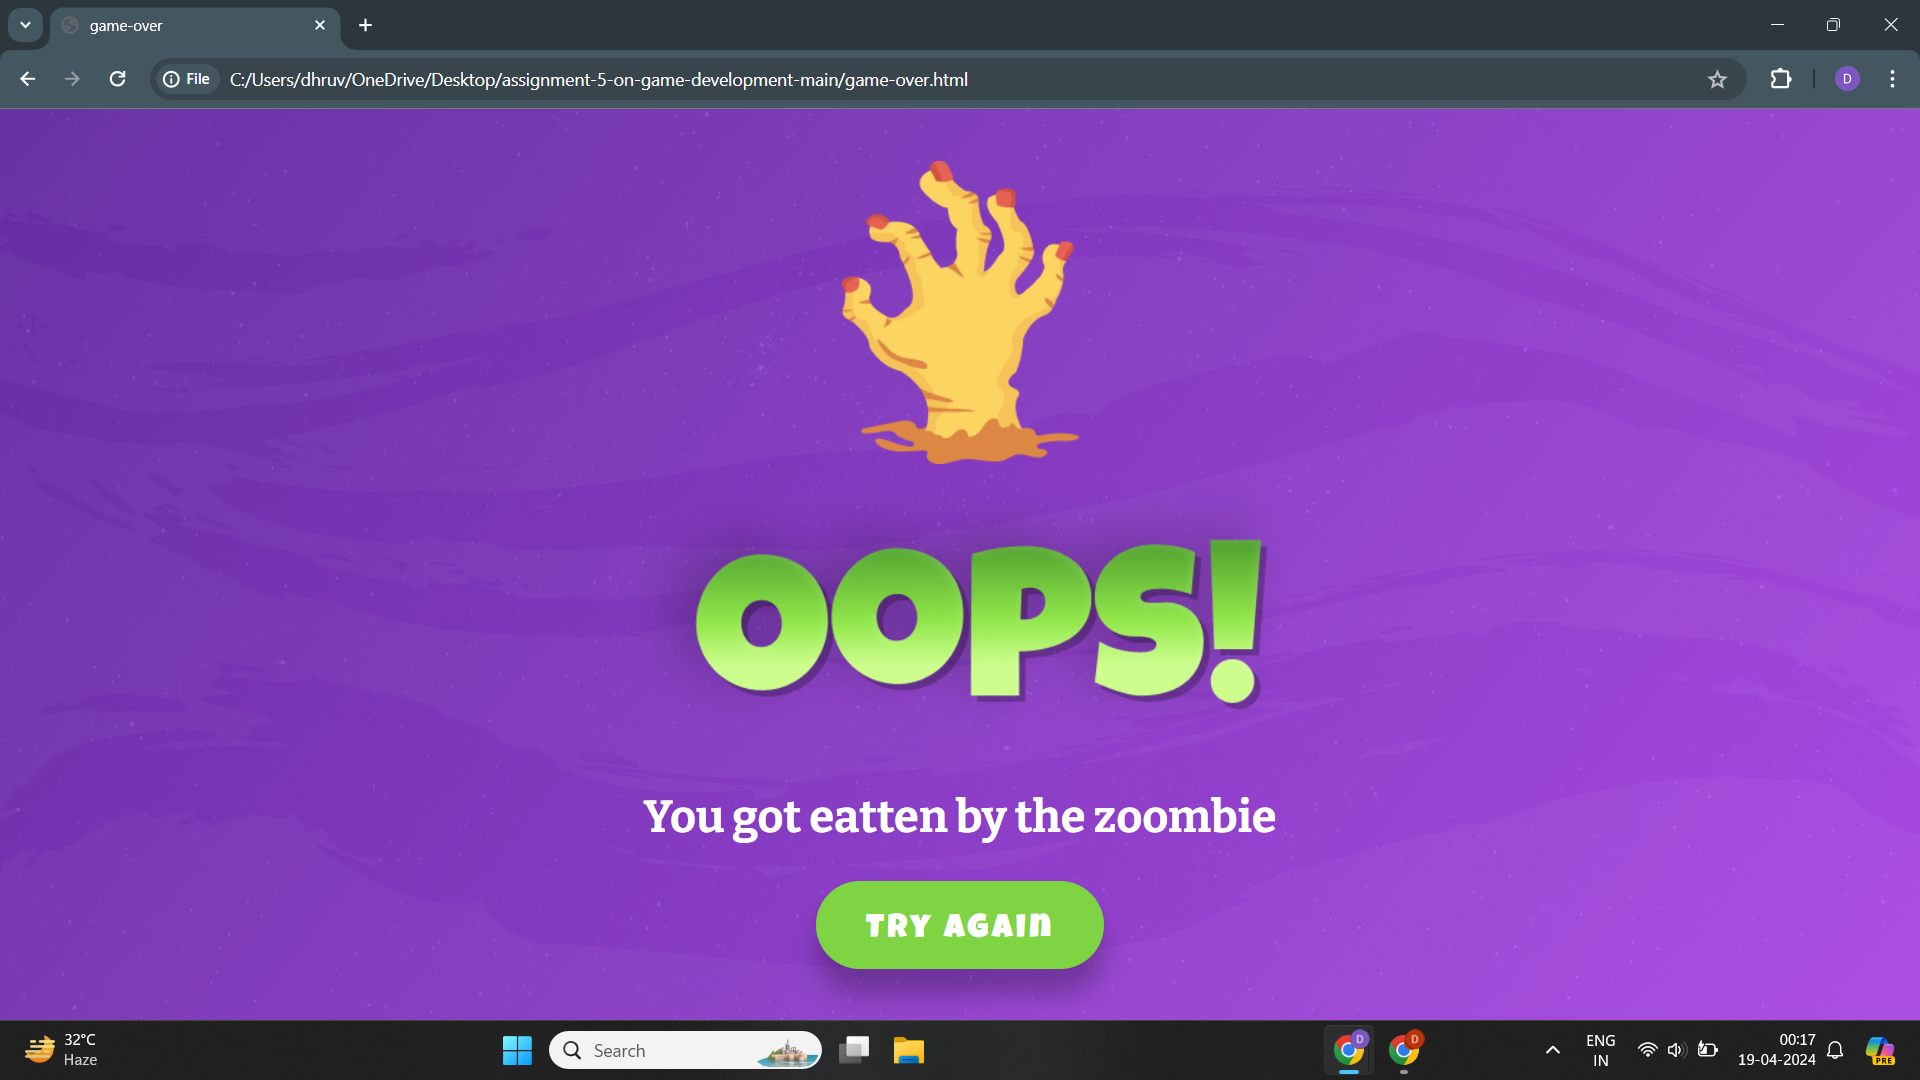 game-over
File
C:/Users/dhruv/OneDrive/Desktop/assignment-5-on-game-development-main/game-over.html
D
OOPS!
You got eatten by the zoombie
TRY AGAIN
32°C
Haze
Search
D
D
ENG
IN
00:17
19-04-2024
PRE